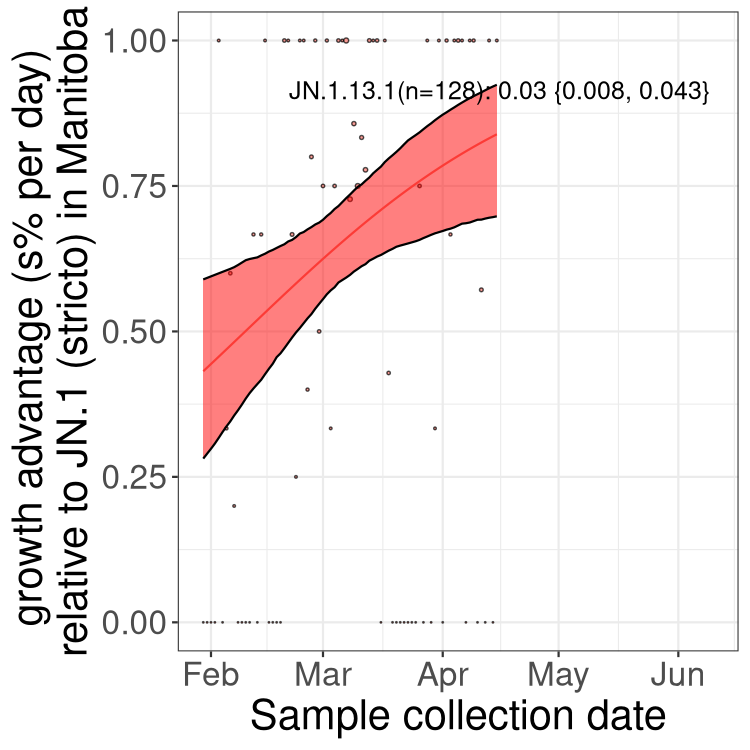 growth advantage (s% per day)
relative to JN.1 (stricto) in Manitoba
1.00
0.75
0.50
0.25
0.00
JN.1.13.1(n=128): 0.03 {0.008, 0.043}
Feb Mar Apr May Jun
Sample collection date